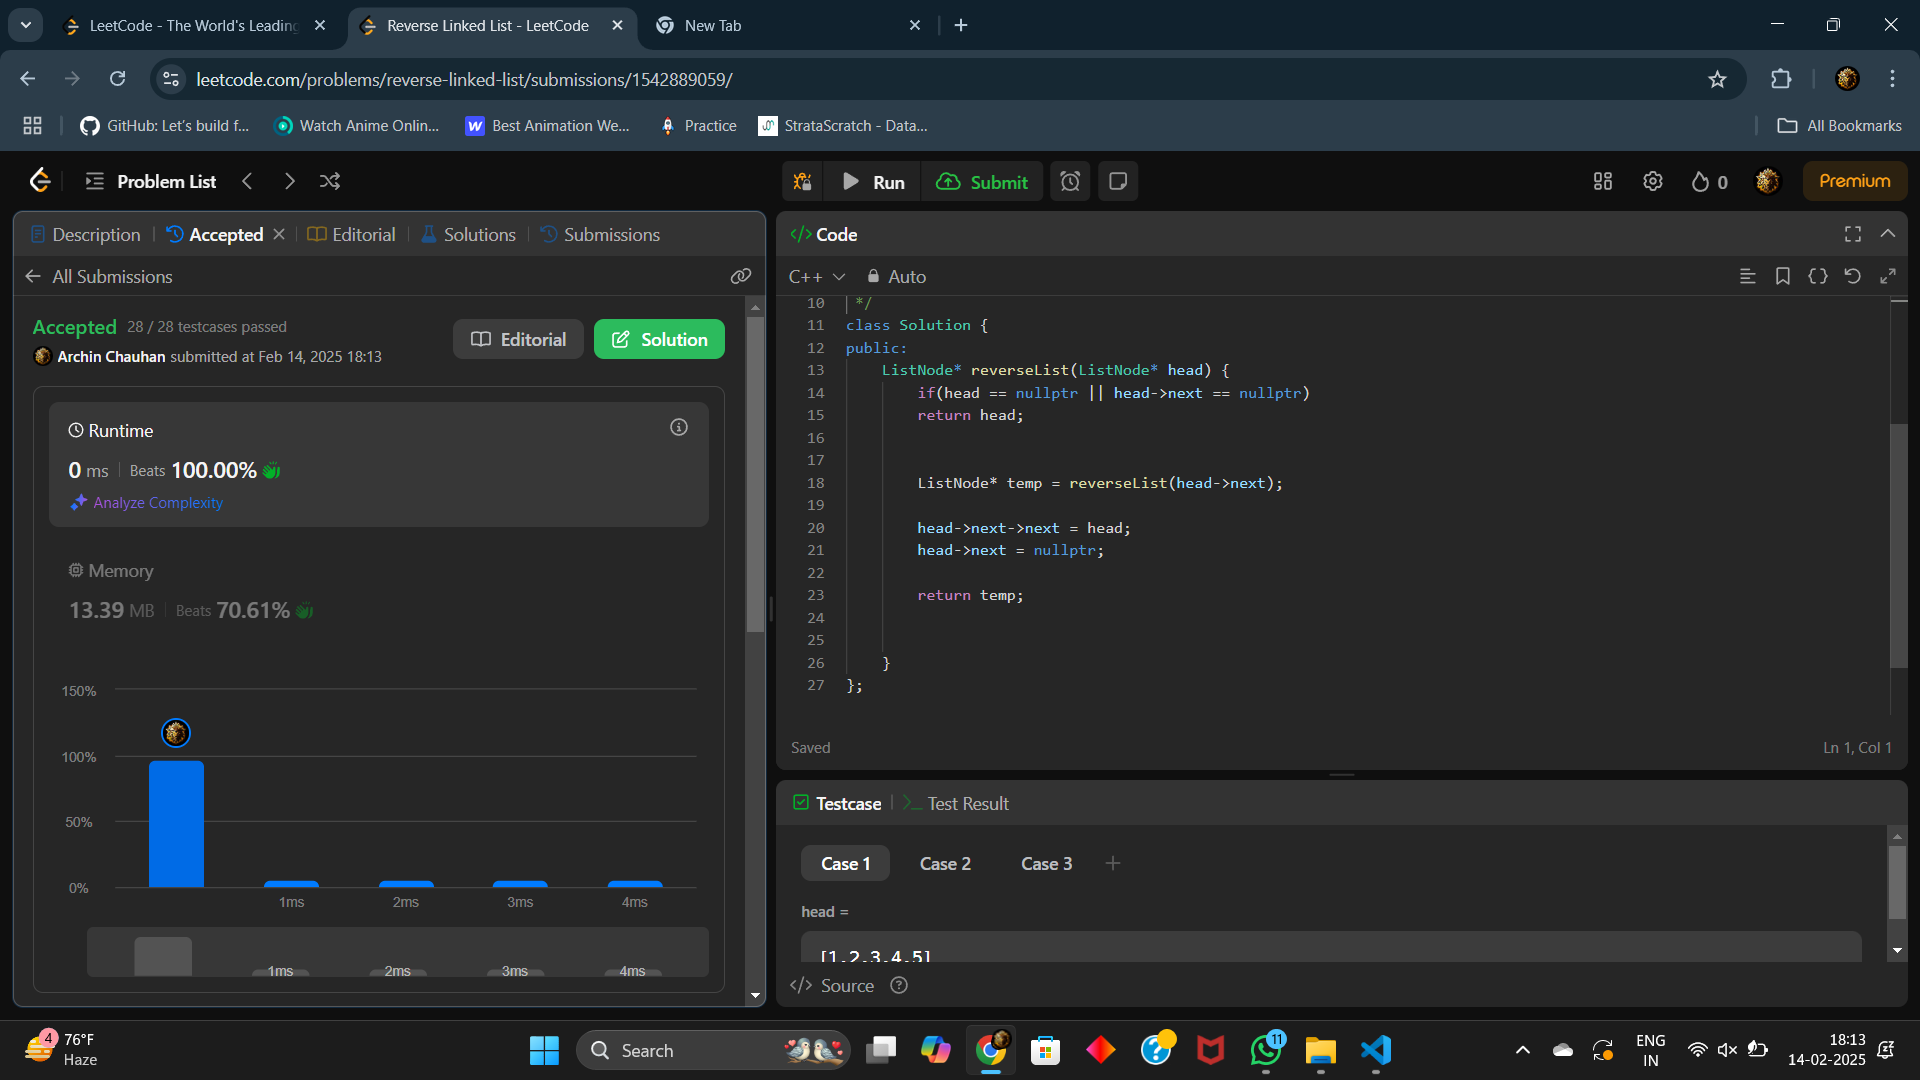 LeetCode - The World's Leading
Reverse Linked List - LeetCode
New Tab
leetcode.com/problems/reverse-linked-list/submissions/1542889059/
GitHub: Let's build f...
Watch Anime Onlin...
W Best Animation We...
Practice
StrataScratch - Data...
All Bookmarks
Problem List
Run
Submit
0
Premium
Description
Accepted
Editorial
Solutions
Submissions
All Submissions
Accepted 28 / 28 testcases passed
Archin Chauhan submitted at Feb 14, 2025 18:13
Editorial
Solution
Runtime
0 ms Beats 100.00%
Analyze Complexity
Memory
13.39 MB Beats 70.61%
150%
100%
50%
0%
1ms 2ms 3ms 4ms
1ms 2ms 3ms 4ms
</> Code
C++ Auto
10 */
11 class Solution {
12 public:
13 ListNode* reverseList(ListNode* head) {
14 if(head == nullptr || head->next == nullptr)
15 return head;
16
17
18 ListNode* temp = reverseList(head->next);
19
20 head->next->next = head;
21 head->next = nullptr;
22
23 return temp;
24
25
26 }
27 };
Saved
Ln 1, Col 1
Testcase
>_ Test Result
Case 1 Case 2 Case 3 +
head =
[1,2,3,4,5]
</> Source
4
76°F
Haze
Search
11
ENG
IN
18:13
14-02-2025